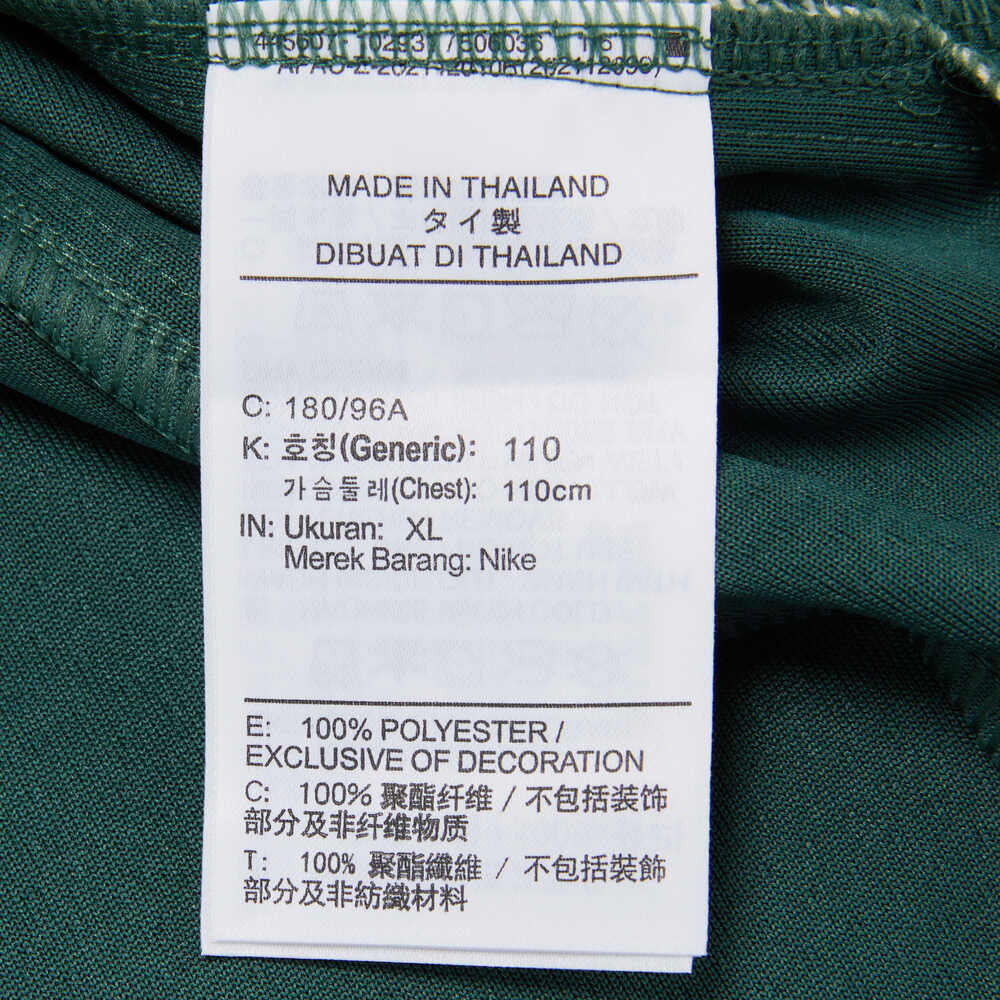 MADE IN THAILAND
タイ製
DIBUAT DI THAILAND
C: 180/96A
K: 호칭(Generic): 110
가슴둘레(Chest): 110cm
IN: Ukuran: XL
Merek Barang: Nike
E: 100% POLYESTER /
EXCLUSIVE OF DECORATION
C: 100% 聚酯纤维 / 不包括装饰
部分及非纤维物质
T: 100% 聚酯纖維 / 不包括裝飾
部分及非紡織材料